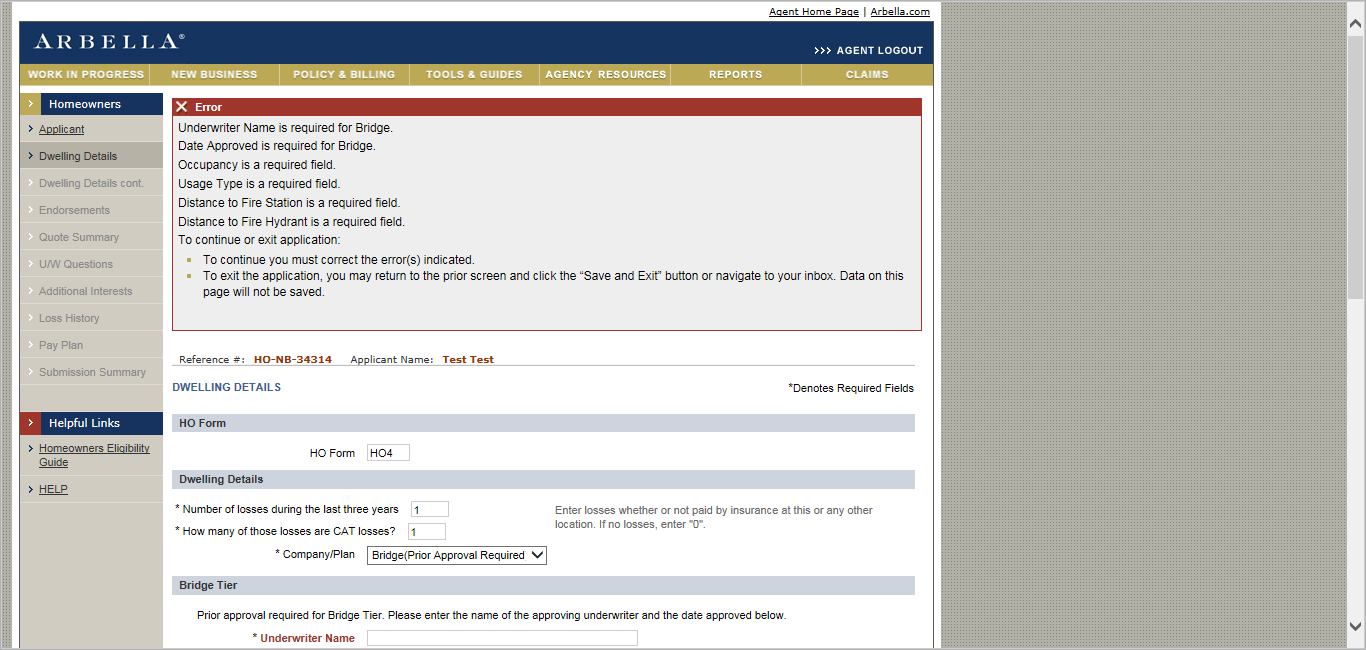 Agent Home Page | Arbella.com
ARBELLA®
>>> AGENT LOGOUT
WORK IN PROGRESS NEW BUSINESS POLICY & BILLING TOOLS & GUIDES AGENCY RESOURCES REPORTS CLAIMS
Homeowners
Applicant
Dwelling Details
Dwelling Details cont.
Endorsements
Quote Summary
U/W Questions
Additional Interests
Loss History
Pay Plan
Submission Summary
Helpful Links
Homeowners Eligibility
Guide
HELP
Error
Underwriter Name is required for Bridge.
Date Approved is required for Bridge.
Occupancy is a required field.
Usage Type is a required field.
Distance to Fire Station is a required field.
Distance to Fire Hydrant is a required field.
To continue or exit application:
To continue you must correct the error(s) indicated.
To exit the application, you may return to the prior screen and click the “Save and Exit” button or navigate to your inbox. Data on this
page will not be saved.
Reference #: HO-NB-34314 Applicant Name: Test Test
DWELLING DETAILS
*Denotes Required Fields
HO Form
HO Form HO4
Dwelling Details
* Number of losses during the last three years 1
* How many of those losses are CAT losses? 1
Enter losses whether or not paid by insurance at this or any other
location. If no losses, enter "0".
* Company/Plan Bridge(Prior Approval Required
Bridge Tier
Prior approval required for Bridge Tier. Please enter the name of the approving underwriter and the date approved below.
* Underwriter Name